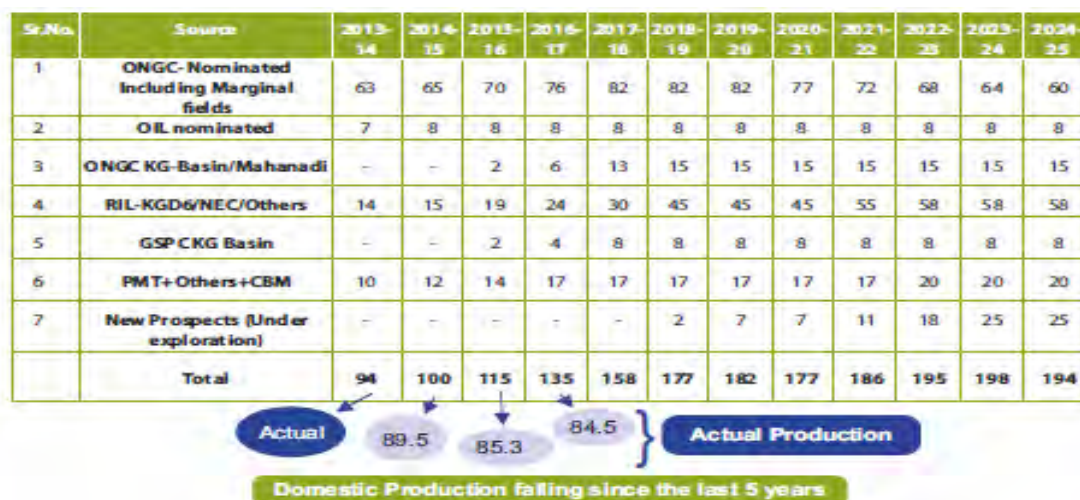 Sr.No. Source 2013-14 2014-15 2015-16 2016-17 2017-18 2018-19 2019-20 2020-21 2021-22 2022-23 2023-24 2024-25
1 ONGC- Nominated Including Marginal fields 63 65 70 76 82 82 82 77 72 68 64 60
2 OIL nominated 7 8 8 8 8 8 8 8 8 8 8 8
3 ONGC KG-Basin/Mahanadi - - 2 6 13 15 15 15 15 15 15 15
4 RIL-KGD6/NEC/Others 14 15 19 24 30 45 45 45 55 58 58 58
5 GSPC KG Basin - - 2 4 8 8 8 8 8 8 8 8
6 PMT+Others+CBM 10 12 14 17 17 17 17 17 17 20 20 20
7 New Prospects (Under exploration) - - - - - 2 7 7 11 18 25 25
Total 94 100 115 135 158 177 182 177 186 195 198 194
Actual 89.5 85.3 84.5 } Actual Production
Domestic Production falling since the last 5 years